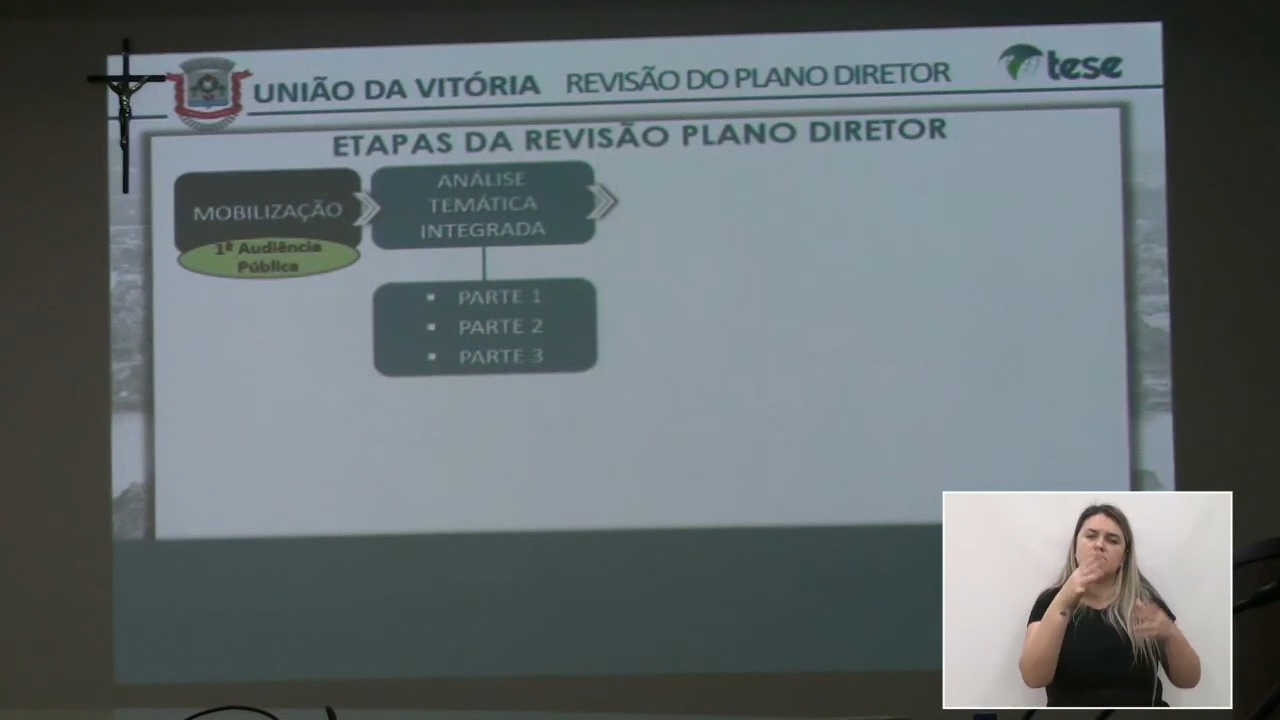 UNIÃO DA VITÓRIA REVISÃO DO PLANO DIRETOR
tese
ETAPAS DA REVISÃO PLANO DIRETOR
MOBILIZAÇÃO
1ª Audiência
Pública
ANÁLISE
TEMÁTICA
INTEGRADA
▪ PARTE 1
▪ PARTE 2
▪ PARTE 3